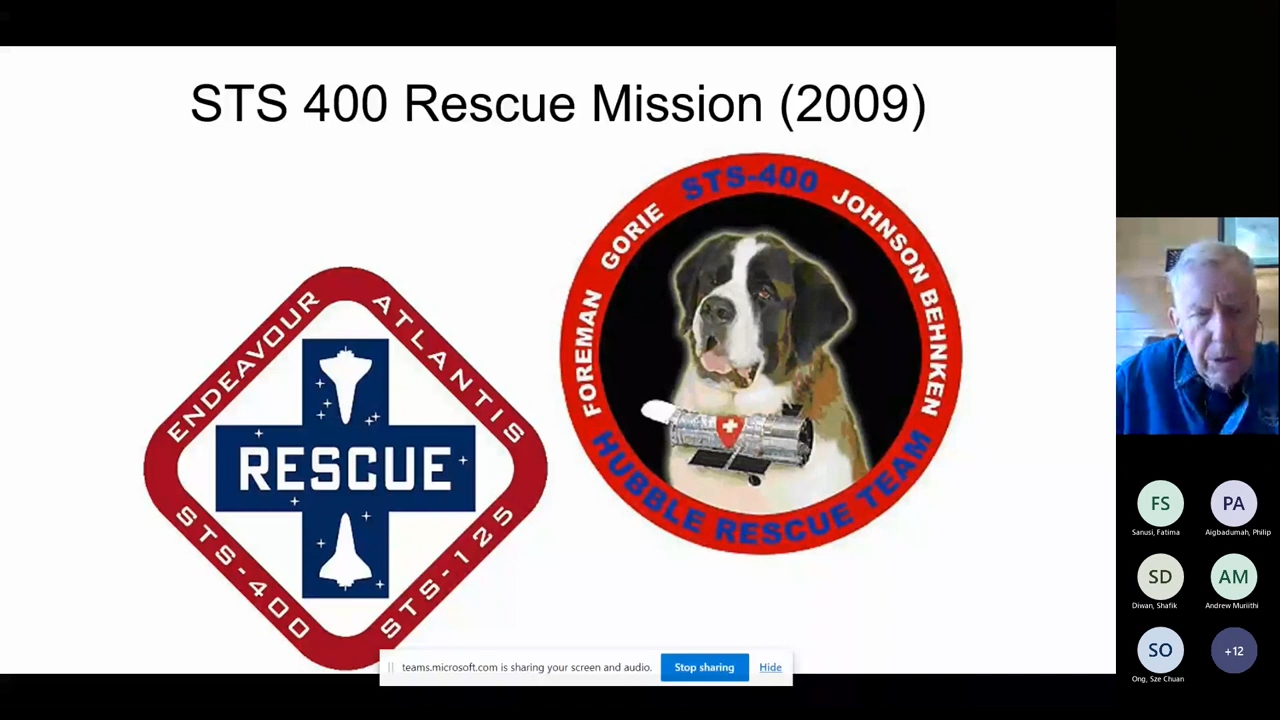 STS 400 Rescue Mission (2009)
ENDEAVOUR
ATLANTIS
RESCUE
STS-400
STS-125
FOREMAN
GORIE
STS-400
JOHNSON
BEHNKEN
HUBBLE RESCUE TEAM
FS
Sanusi, Fatima
PA
Aigbadumah, Philip
SD
Diwan, Shafik
AM
Andrew Muriithi
SO
Ong, Sze Chuan
+12
teams.microsoft.com is sharing your screen and audio.
Stop sharing
Hide